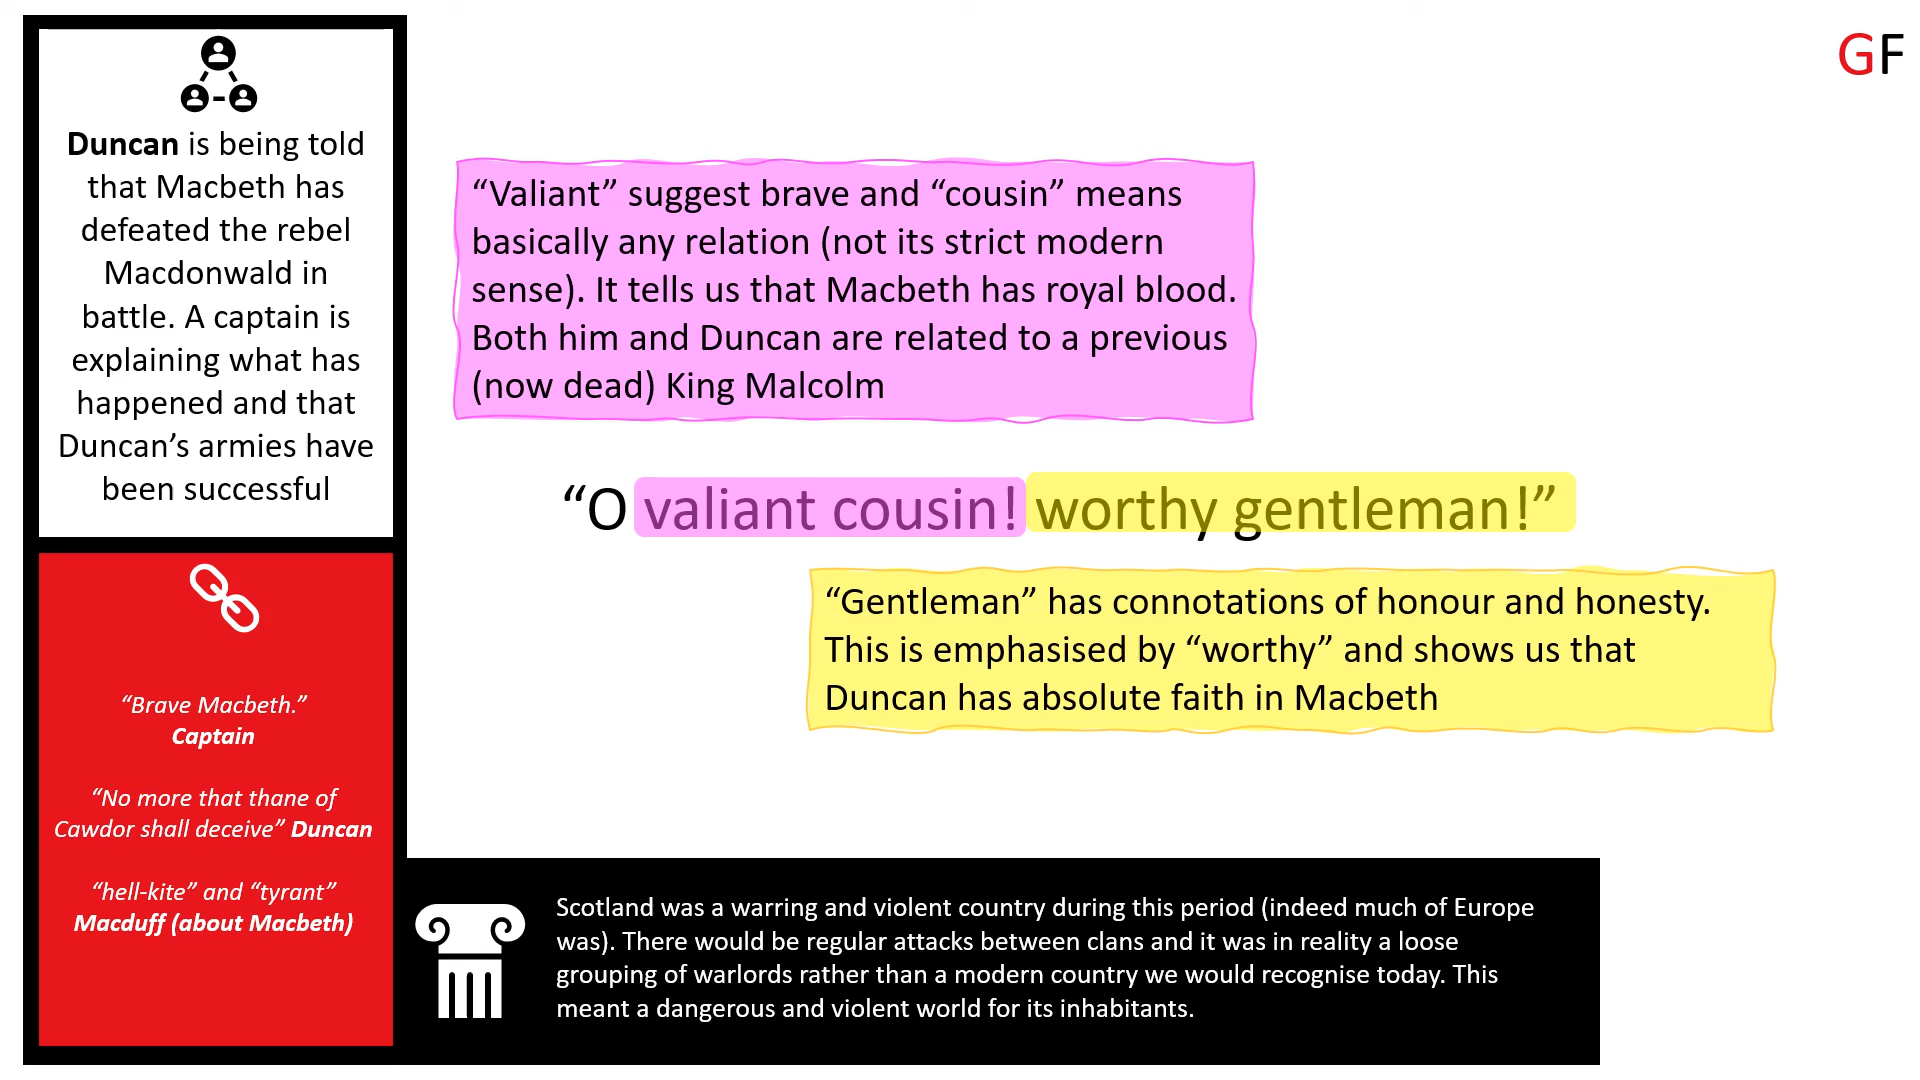 GF
Duncan is being told
that Macbeth has
defeated the rebel
Macdonwald in
battle. A captain is
explaining what has
happened and that
Duncan’s armies have
been successful
“Valiant” suggest brave and “cousin” means
basically any relation (not its strict modern
sense). It tells us that Macbeth has royal blood.
Both him and Duncan are related to a previous
(now dead) King Malcolm
“O valiant cousin! worthy gentleman!”
“Gentleman” has connotations of honour and honesty.
This is emphasised by “worthy” and shows us that
Duncan has absolute faith in Macbeth
“Brave Macbeth.”
Captain
“No more that thane of
Cawdor shall deceive” Duncan
“hell-kite” and “tyrant”
Macduff (about Macbeth)
Scotland was a warring and violent country during this period (indeed much of Europe
was). There would be regular attacks between clans and it was in reality a loose
grouping of warlords rather than a modern country we would recognise today. This
meant a dangerous and violent world for its inhabitants.